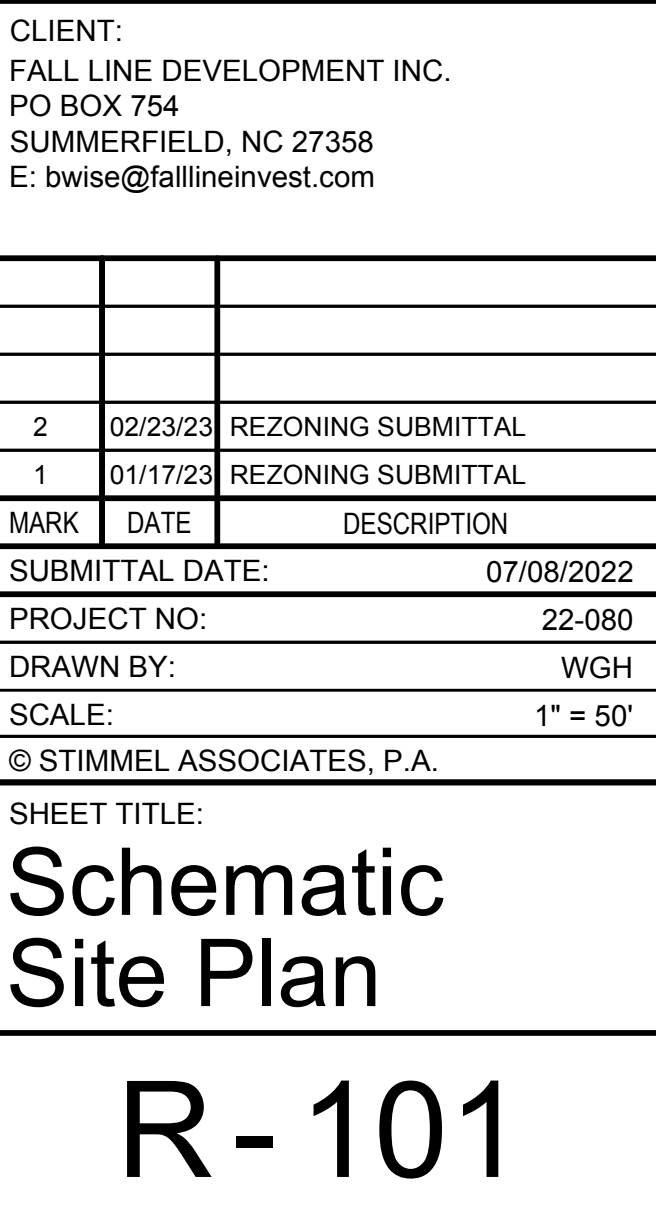 CLIENT:
FALL LINE DEVELOPMENT INC.
PO BOX 754
SUMMERFIELD, NC 27358
E: bwise@falllineinvest.com
2 02/23/23 REZONING SUBMITTAL
1 01/17/23 REZONING SUBMITTAL
MARK DATE DESCRIPTION
SUBMITTAL DATE: 07/08/2022
PROJECT NO: 22-080
DRAWN BY: WGH
SCALE: 1" = 50'
© STIMMEL ASSOCIATES, P.A.
SHEET TITLE:
Schematic
Site Plan
R-101